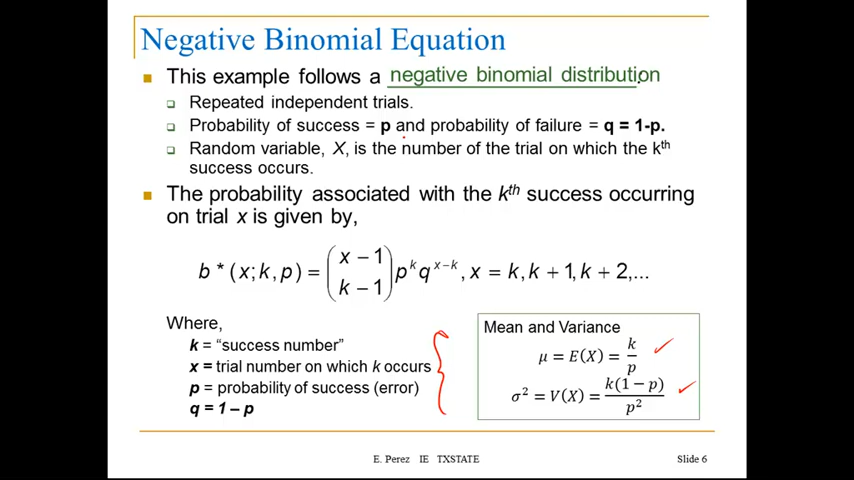 Negative Binomial Equation
This example follows a negative binomial distribution.
Repeated independent trials.
Probability of success = p and probability of failure = q = 1-p.
Random variable, X, is the number of the trial on which the kth
success occurs.
The probability associated with the kth success occurring
on trial x is given by,
b * (x; k, p) = (x − 1 / k − 1) p^k q^(x−k), x = k, k + 1, k + 2,...
Where,
k = "success number"
x = trial number on which k occurs
p = probability of success (error)
q = 1 – p
Mean and Variance
μ = E(X) = k/p
σ² = V(X) = k(1 − p)/p²
E. Perez IE TXSTATE
Slide 6